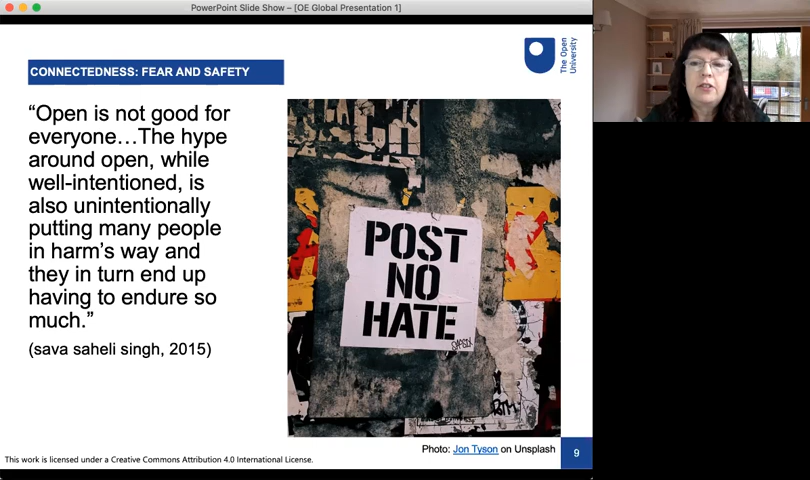 PowerPoint Slide Show – [OE Global Presentation 1]
CONNECTEDNESS: FEAR AND SAFETY
The Open
University
“Open is not good for
everyone…The hype
around open, while
well-intentioned, is
also unintentionally
putting many people
in harm’s way and
they in turn end up
having to endure so
much.”
(sava saheli singh, 2015)
POST
NO
HATE
Photo: Jon Tyson on Unsplash
This work is licensed under a Creative Commons Attribution 4.0 International License.
9